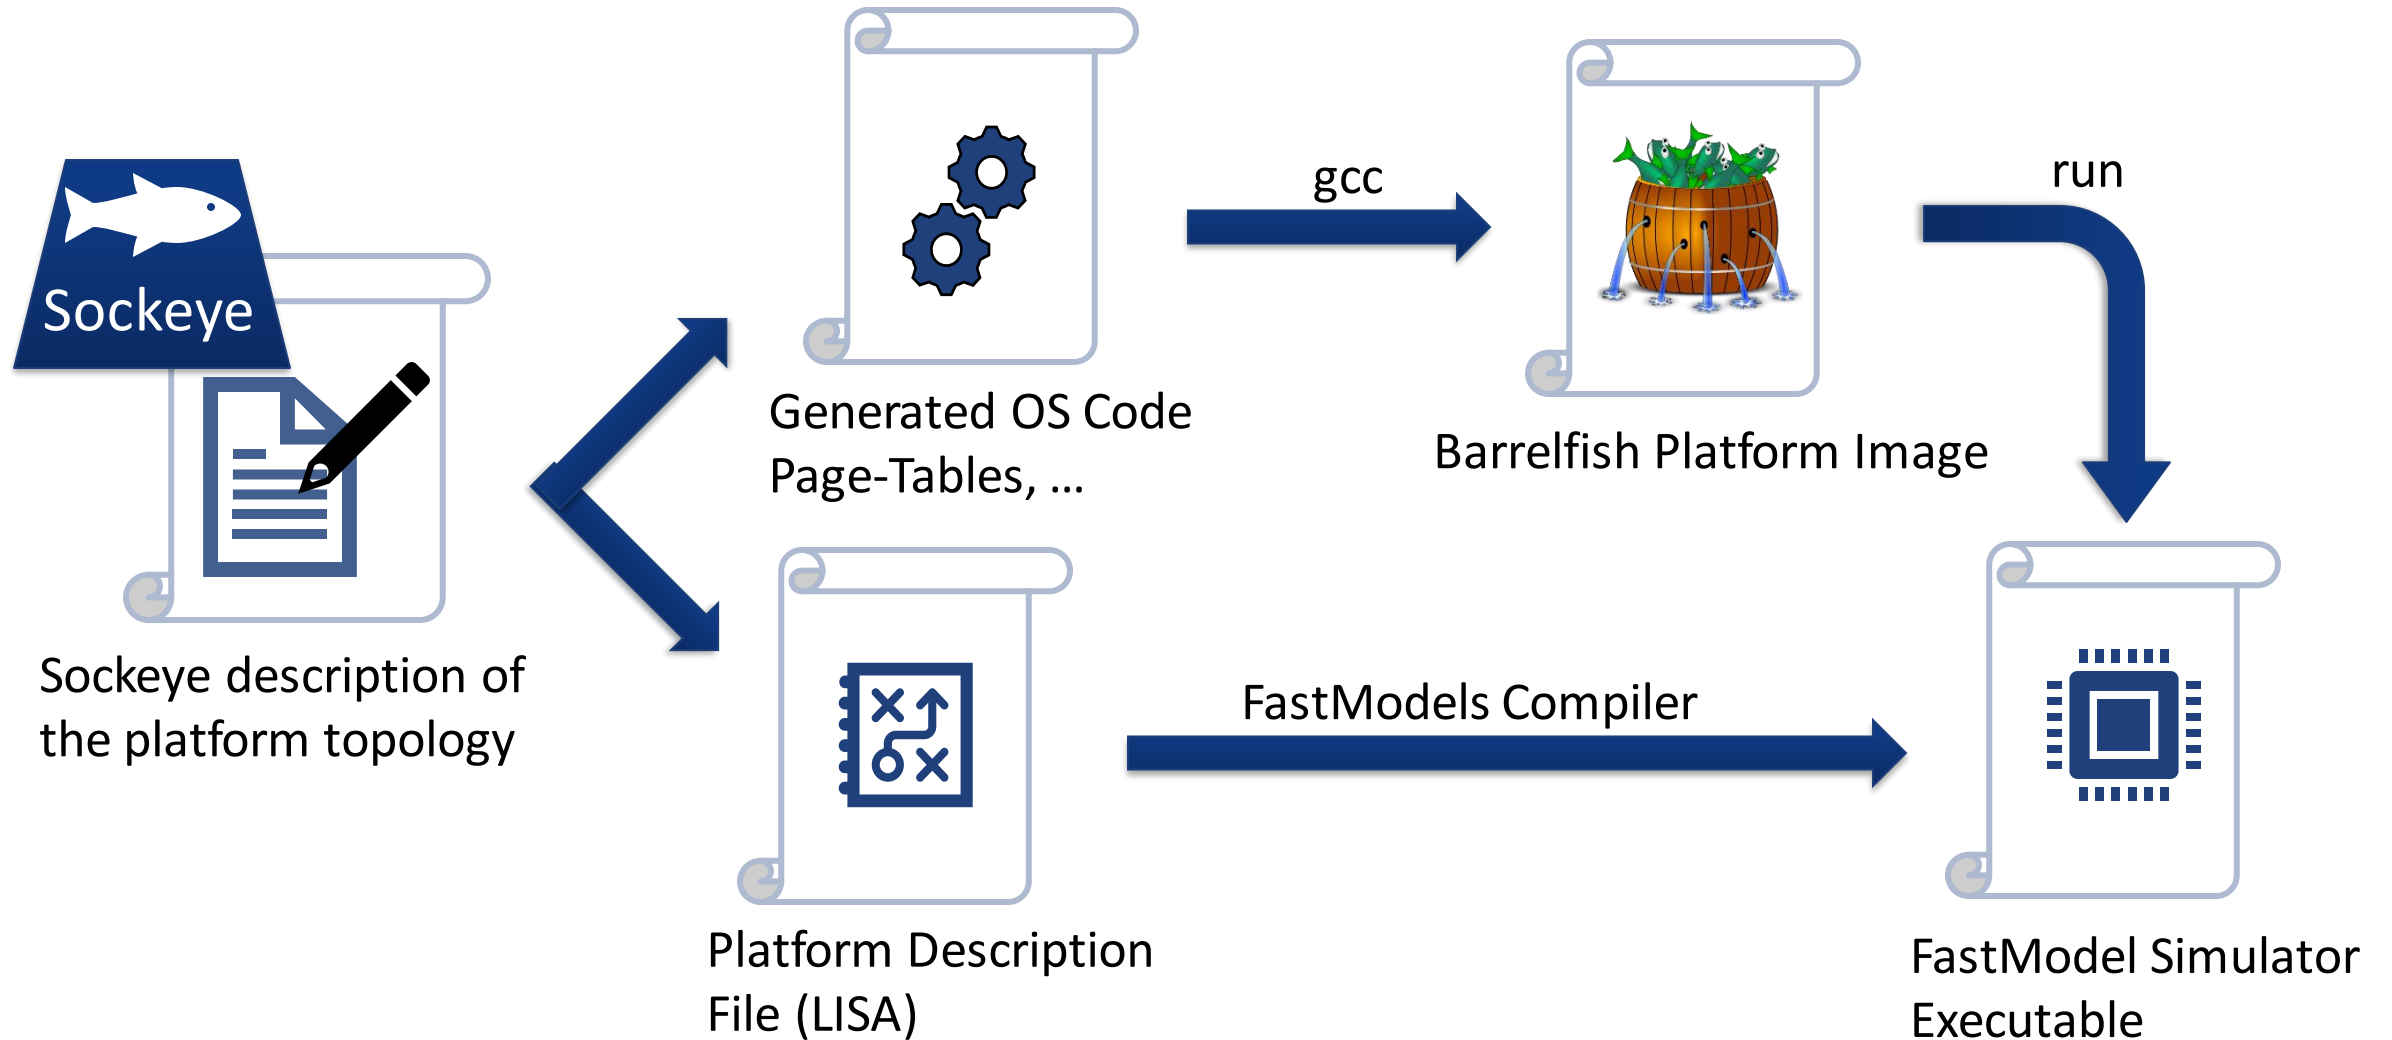 Sockeye
Sockeye description of
the platform topology
Generated OS Code
Page-Tables, ...
gcc
Barrelfish Platform Image
run
Platform Description
File (LISA)
FastModels Compiler
FastModel Simulator
Executable